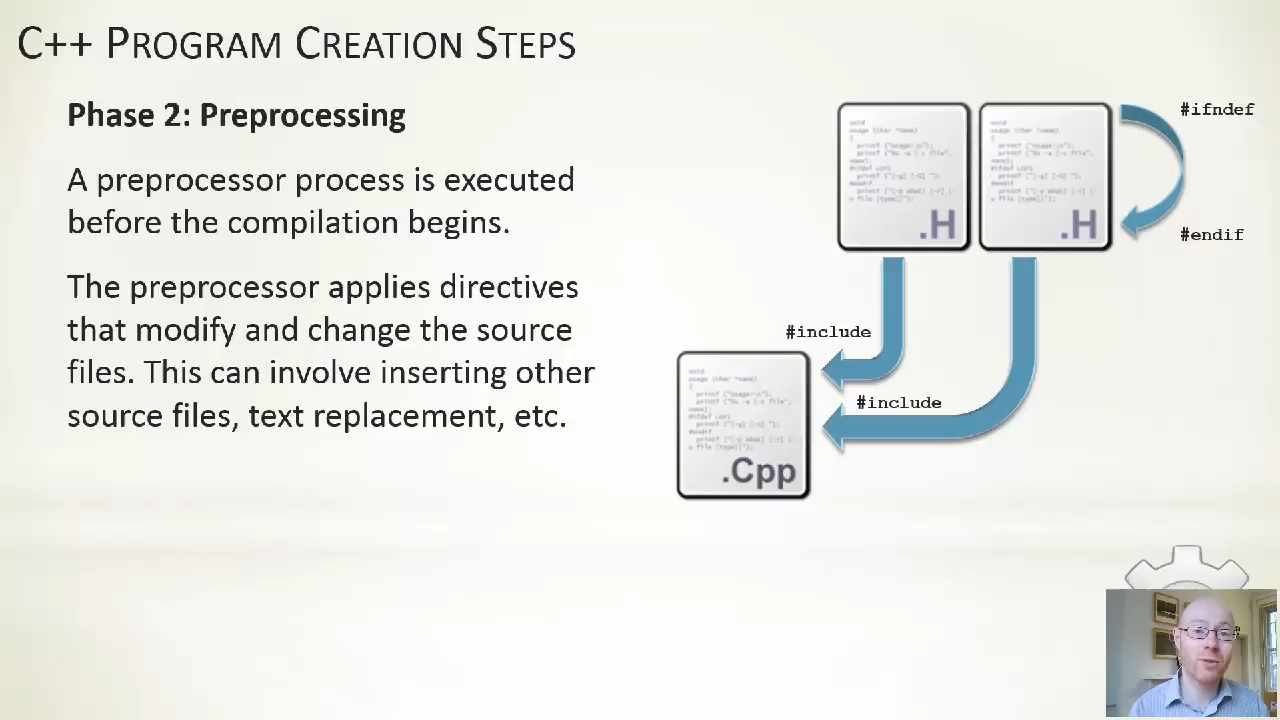 C++ PROGRAM CREATION STEPS
Phase 2: Preprocessing
A preprocessor process is executed
before the compilation begins.
The preprocessor applies directives
that modify and change the source
files. This can involve inserting other
source files, text replacement, etc.
#ifndef
.H
.H
#endif
#include
#include
.Cpp